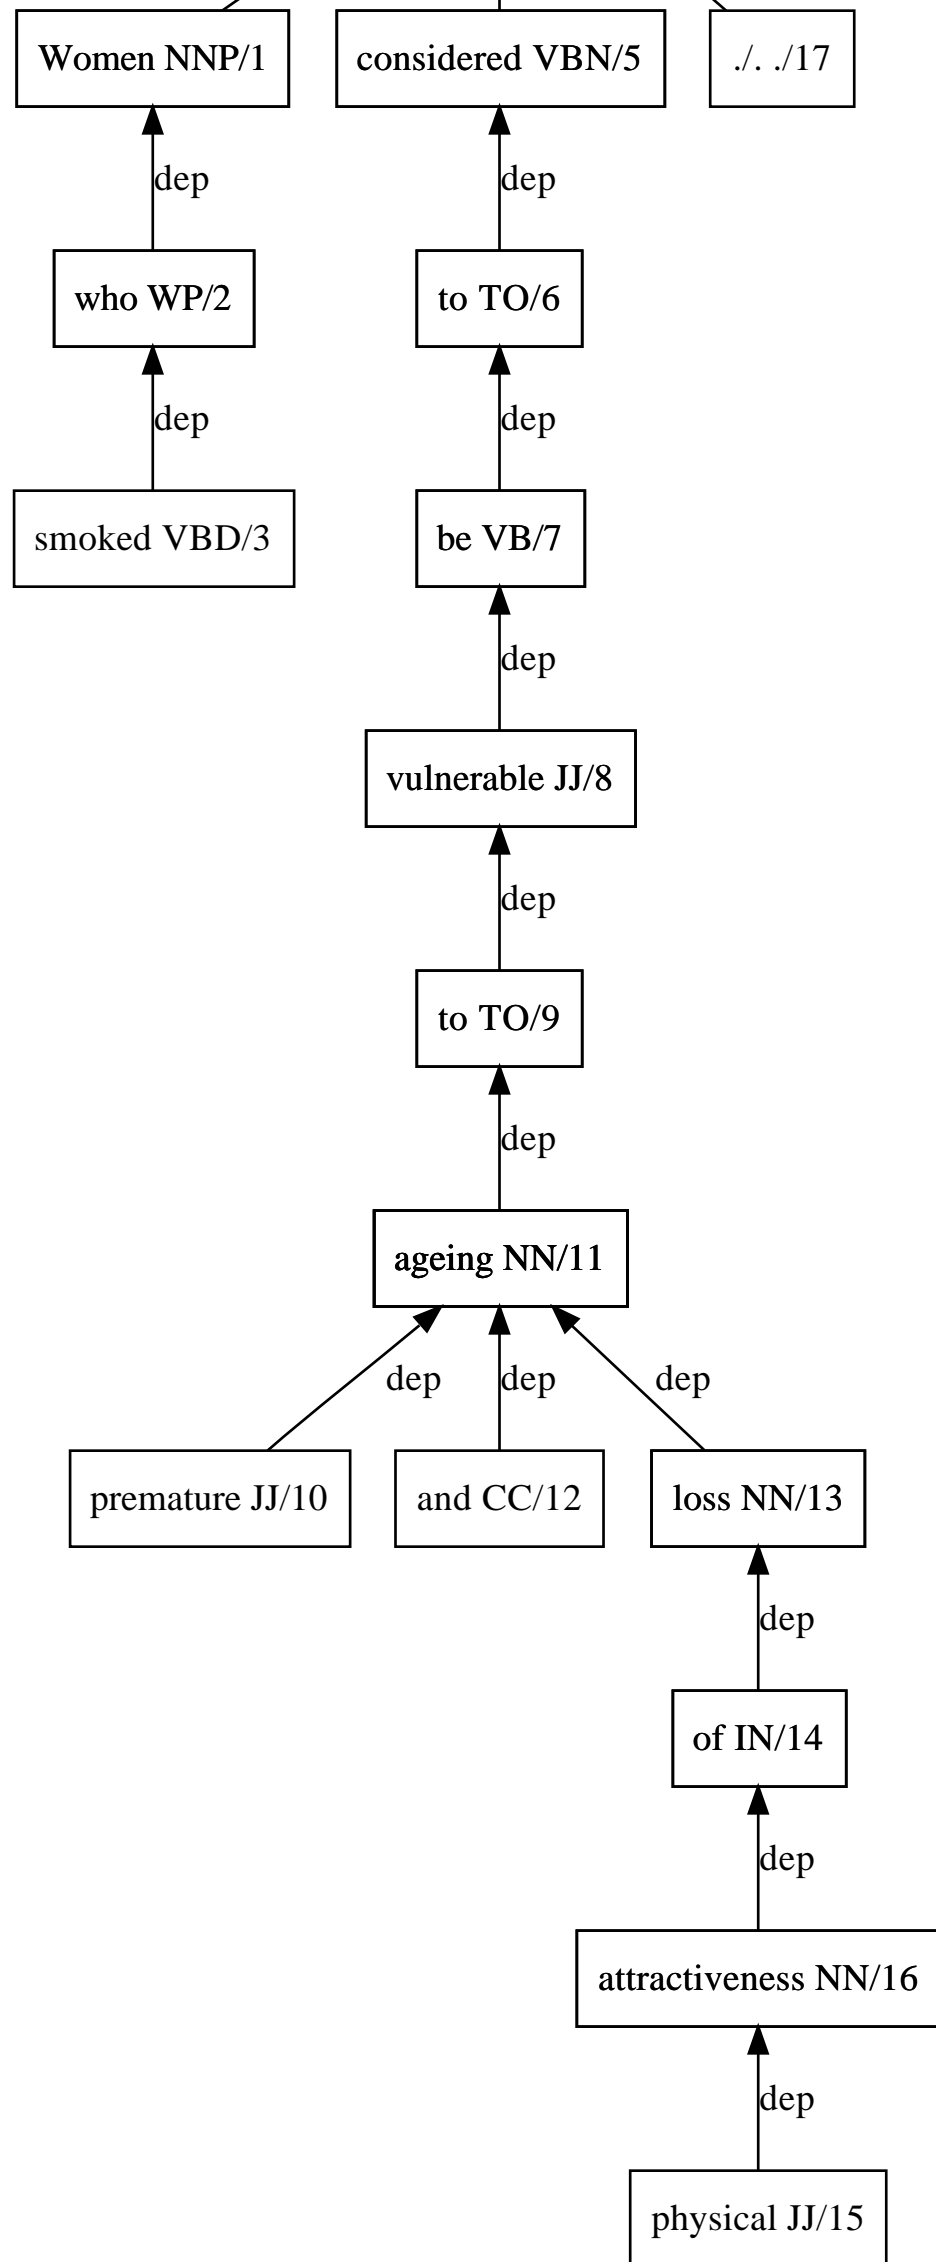 Women NNP/1
considered VBN/5
./. ./17
dep
dep
who WP/2
to TO/6
dep
dep
smoked VBD/3
be VB/7
dep
vulnerable JJ/8
dep
to TO/9
dep
ageing NN/11
dep
dep
dep
premature JJ/10
and CC/12
loss NN/13
dep
of IN/14
dep
attractiveness NN/16
dep
physical JJ/15